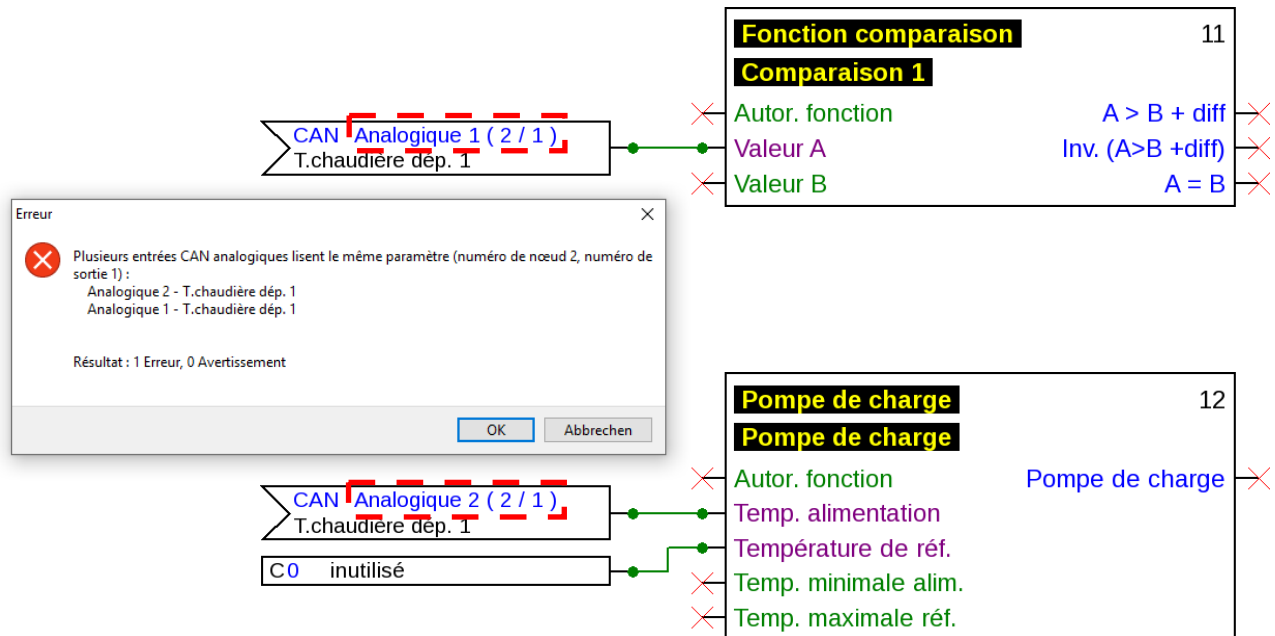 Fonction comparaison 11
Comparaison 1
Autor. fonction A > B + diff
CAN Analogique 1 ( 2 / 1 )
T.chaudière dép. 1
Valeur A Inv. (A>B +diff)
Valeur B A = B
Erreur
Plusieurs entrées CAN analogiques lisent le même paramètre (numéro de nœud 2, numéro de
sortie 1) :
Analogique 2 - T.chaudière dép. 1
Analogique 1 - T.chaudière dép. 1
Résultat : 1 Erreur, 0 Avertissement
OK Abbrechen
Pompe de charge 12
Pompe de charge
Autor. fonction Pompe de charge
CAN Analogique 2 ( 2 / 1 )
T.chaudière dép. 1
Temp. alimentation
Température de réf.
C0 inutilisé
Temp. minimale alim.
Temp. maximale réf.